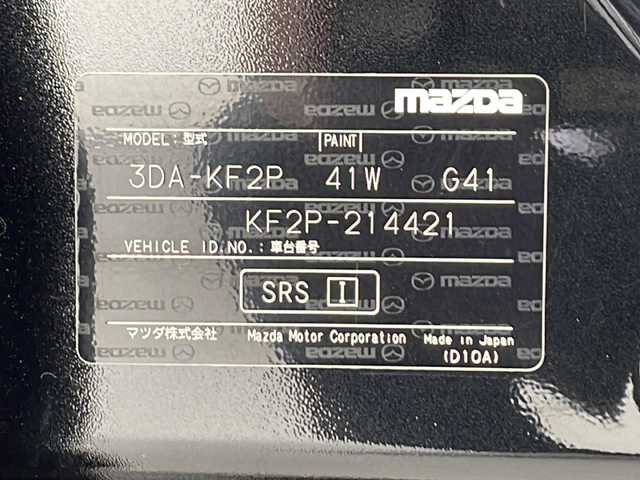 mazda
MODEL:型式 PAINT
3DA-KF2P 41W G41
KF2P-214421
VEHICLE ID.NO.:車台番号
SRS I
マツダ株式会社 Mazda Motor Corporation Made in Japan
(D10A)